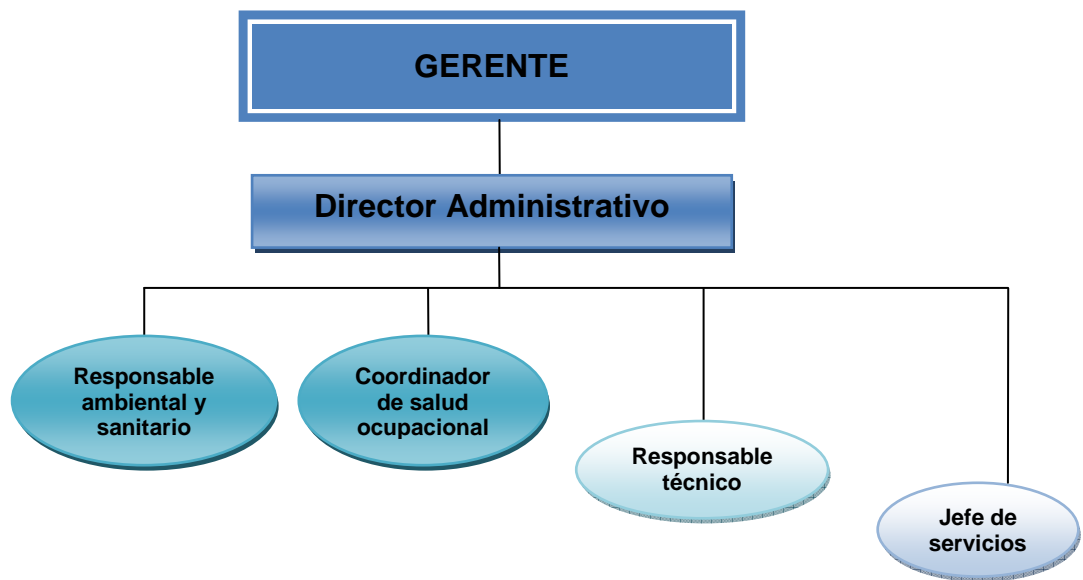 GERENTE
Director Administrativo
Responsable
ambiental y
sanitario
Coordinador
de salud
ocupacional
Responsable
técnico
Jefe de
servicios